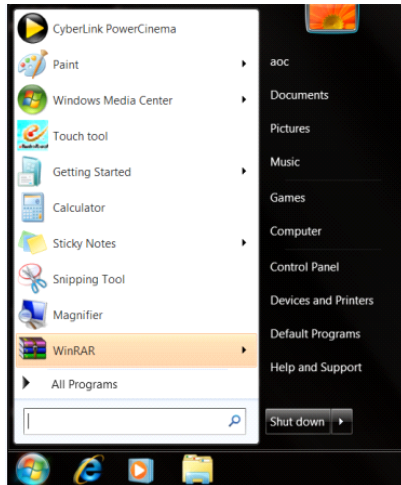 CyberLink PowerCinema
Paint
Windows Media Center
Touch tool
Getting Started
Calculator
Sticky Notes
Snipping Tool
Magnifier
WinRAR
All Programs
aoc
Documents
Pictures
Music
Games
Computer
Control Panel
Devices and Printers
Default Programs
Help and Support
Shut down